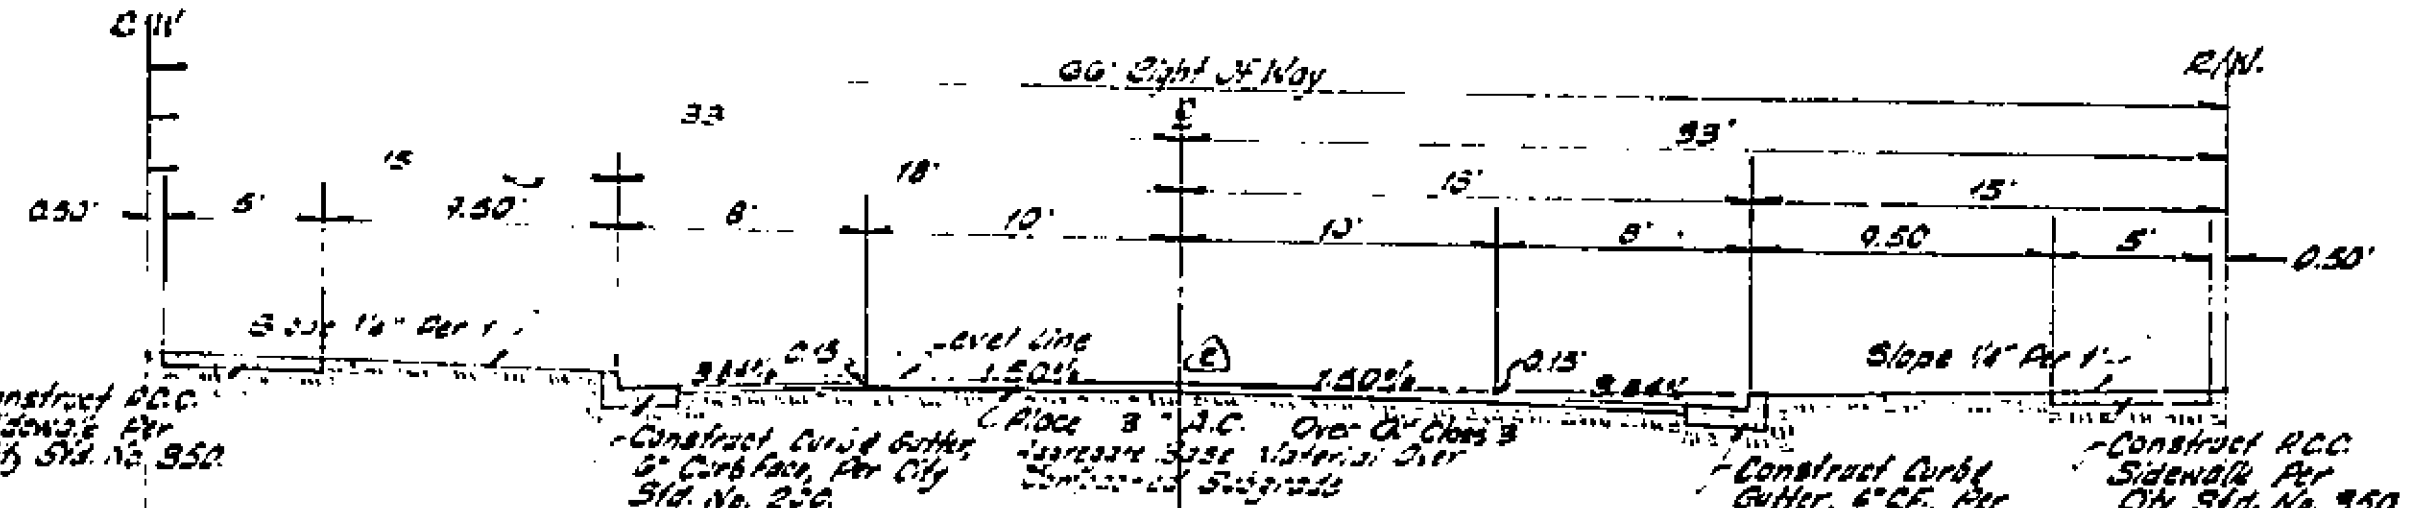 R/W.
66' Right Of Way
33
33'
15
18'
18'
15'
0.50'
5'
9.50'
8'
10'
10'
8'
9.50
5'
0.50'
Slope 1/4" Per 1'
Level Line
0.15'
1.50%
1.50%
0.15'
Slope 1/4" Per 1'
Construct P.C.C.
Sidewalk Per
City Std. No. 350.
Construct Curb & Gutter,
6" Curb Face, Per City
Std. No.
Place 3" A.C. Over Class 3
Aggregate Base Material Over
Compacted Subgrade
Construct Curb &
Gutter, 6" C.F. Per
Construct P.C.C.
Sidewalk Per
City Std. No. 350